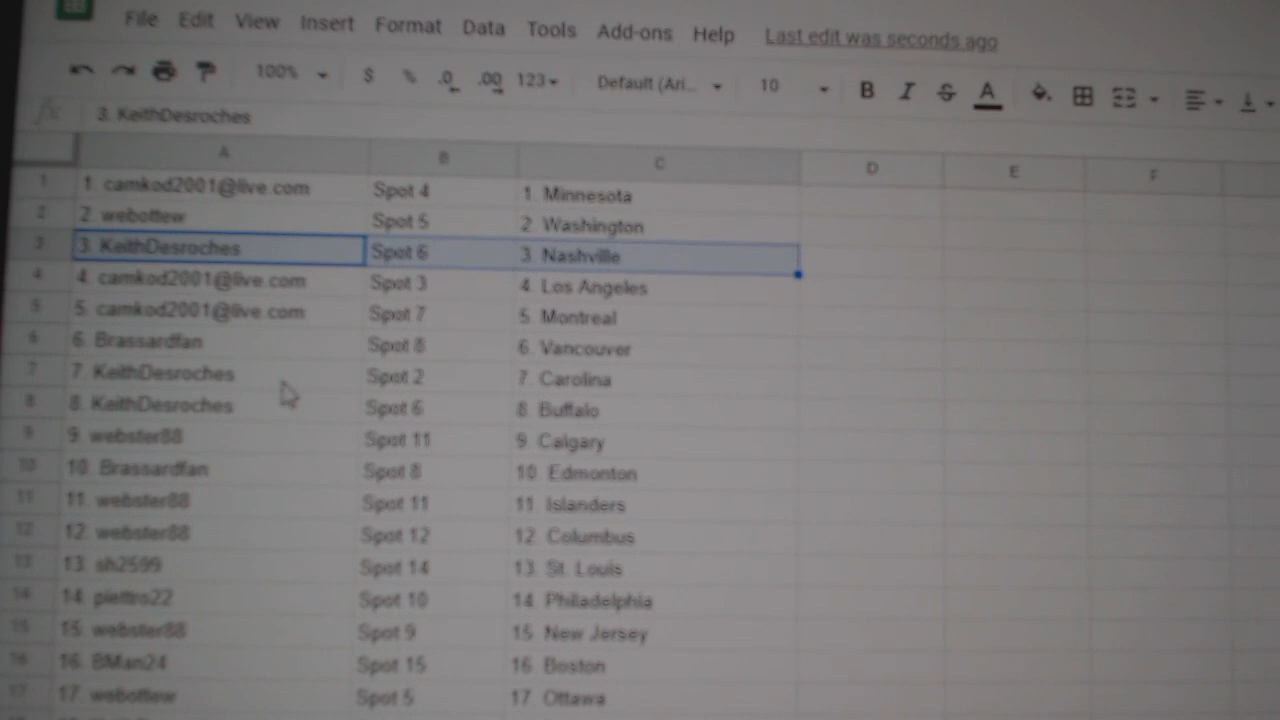 File Edit View Insert Format Data Tools Add-ons Help Last edit was seconds ago
100% $ % .0 .00 123 Default (Ari... 10 B I S A
fx 3. KeithDesroches
A B C D E F
1 1. camkod2001@live.com Spot 4 1. Minnesota
2 2. webottew Spot 5 2. Washington
3 3. KeithDesroches Spot 6 3. Nashville
4 4. camkod2001@live.com Spot 3 4. Los Angeles
5 5. camkod2001@live.com Spot 7 5. Montreal
6 6. Brassardfan Spot 8 6. Vancouver
7 7. KeithDesroches Spot 2 7. Carolina
8 8. KeithDesroches Spot 6 8. Buffalo
9 9. webster88 Spot 11 9. Calgary
10 10. Brassardfan Spot 8 10. Edmonton
11 11. webster88 Spot 11 11. Islanders
12 12. webster88 Spot 12 12. Columbus
13 13. sh2599 Spot 14 13. St. Louis
14 14. piettro22 Spot 10 14. Philadelphia
15 15. webster88 Spot 9 15. New Jersey
16 16. BMan24 Spot 15 16. Boston
17 17. webottew Spot 5 17. Ottawa